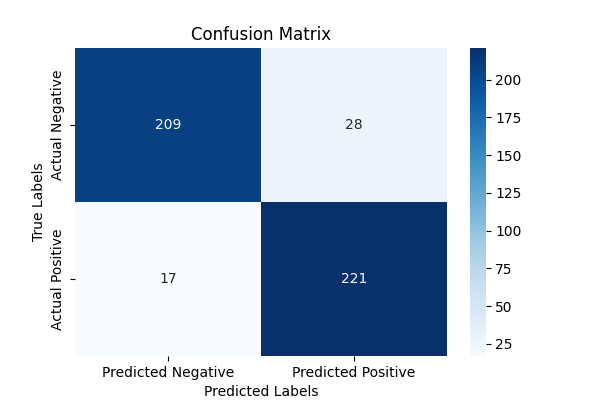 Confusion Matrix
True Labels
Actual Negative
209
28
Actual Positive
17
221
Predicted Negative
Predicted Positive
Predicted Labels
200
175
150
125
100
75
50
25